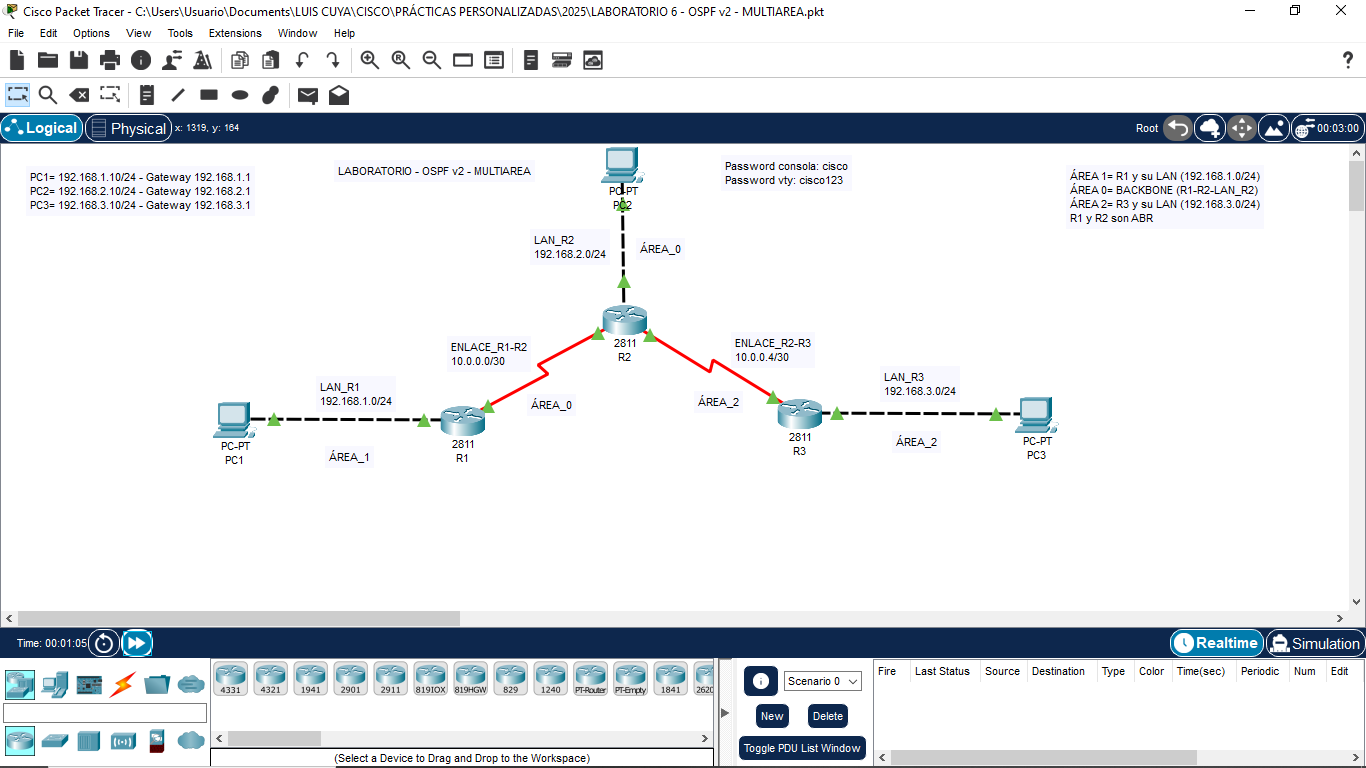 Cisco Packet Tracer - C:\Users\Usuario\Documents\LUIS CUYA\CISCO\PRÁCTICAS PERSONALIZADAS\2025\LABORATORIO 6 - OSPF v2 - MULTIAREA.pkt
File Edit Options View Tools Extensions Window Help
Logical Physical x: 1319, y: 164 Root 00:03:00
PC1= 192.168.1.10/24 - Gateway 192.168.1.1
PC2= 192.168.2.10/24 - Gateway 192.168.2.1
PC3= 192.168.3.10/24 - Gateway 192.168.3.1
LABORATORIO - OSPF v2 - MULTIAREA
Password consola: cisco
Password vty: cisco123
ÁREA 1= R1 y su LAN (192.168.1.0/24)
ÁREA 0= BACKBONE (R1-R2-LAN_R2)
ÁREA 2= R3 y su LAN (192.168.3.0/24)
R1 y R2 son ABR
PC-PT
PC2
LAN_R2
192.168.2.0/24
ÁREA_0
2811
R2
ENLACE_R1-R2
10.0.0.0/30
ENLACE_R2-R3
10.0.0.4/30
LAN_R1
192.168.1.0/24
ÁREA_0
ÁREA_2
LAN_R3
192.168.3.0/24
PC-PT
PC1
ÁREA_1
2811
R1
2811
R3
ÁREA_2
PC-PT
PC3
Time: 00:01:05 Realtime Simulation
4331 4321 1941 2901 2911 819IOX 819HGW 829 1240 PT-Router PT-Empty 1841 2620
(Select a Device to Drag and Drop to the Workspace)
Scenario 0
New Delete
Toggle PDU List Window
Fire Last Status Source Destination Type Color Time(sec) Periodic Num Edit